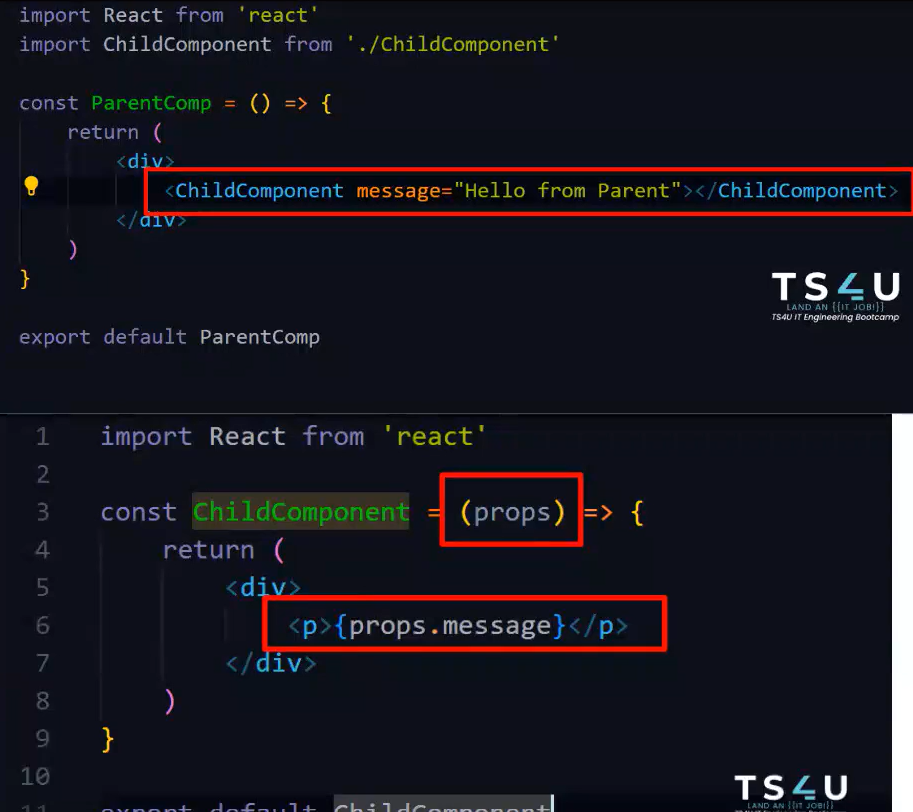 import React from 'react'
import ChildComponent from './ChildComponent'
const ParentComp = () => {
return (
<div>
<ChildComponent message="Hello from Parent"></ChildComponent>
</div>
)
}
TS4U
LAND AN {{IT JOB!}}
TS4U IT Engineering Bootcamp
export default ParentComp
1 import React from 'react'
2
3 const ChildComponent = (props) => {
4 return (
5 <div>
6 <p>{props.message}</p>
7 </div>
8 )
9 }
10
TS4U
LAND AN {{IT JOB!}}
11 export default ChildComponent